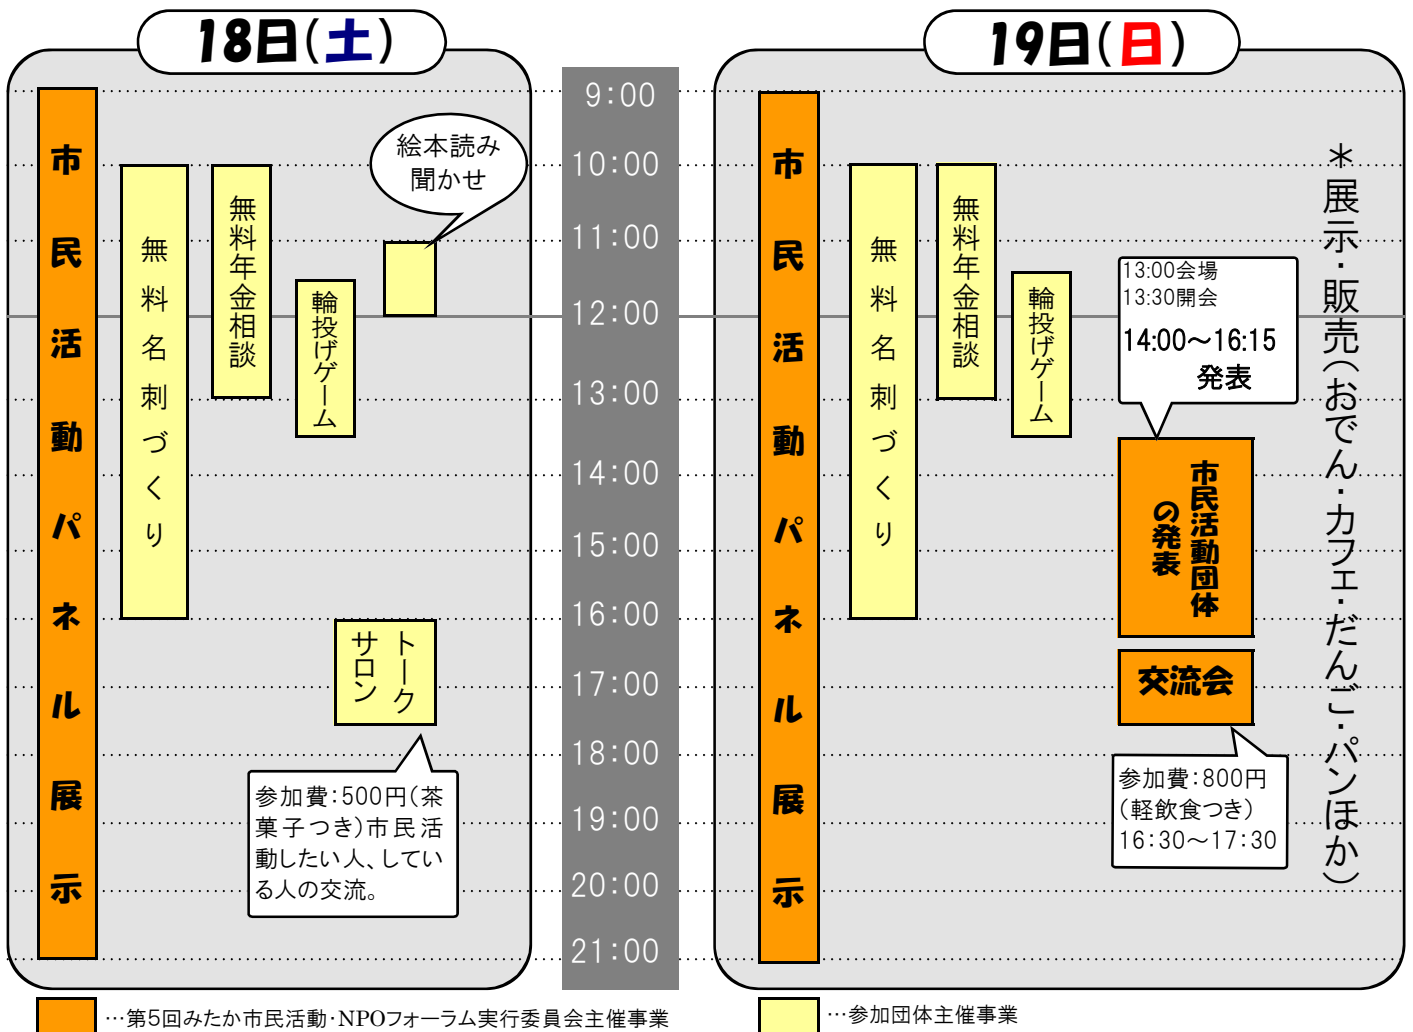 18日(土)
市民活動パネル展示
無料名刺づくり
無料年金相談
輪投げゲーム
絵本読み
聞かせ
トーク
サロン
参加費:500円(茶
菓子つき)市民活
動したい人、してい
る人の交流。
9:00
10:00
11:00
12:00
13:00
14:00
15:00
16:00
17:00
18:00
19:00
20:00
21:00
19日(日)
市民活動パネル展示
無料名刺づくり
無料年金相談
輪投げゲーム
13:00会場
13:30開会
14:00～16:15
発表
市民活動団体
の発表
交流会
参加費:800円
(軽飲食つき)
16:30～17:30
＊展示・販売(おでん・カフェ・だんご・パンほか)
…第5回みたか市民活動・NPOフォーラム実行委員会主催事業
…参加団体主催事業